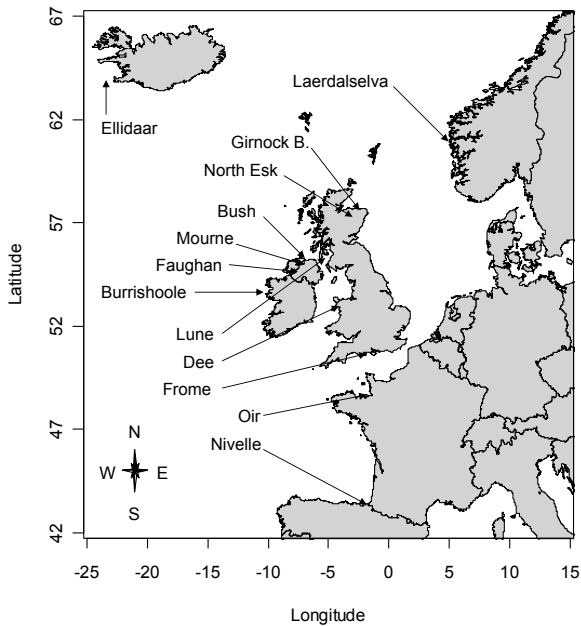 67
62
57
52
47
42
Latitude
Ellidaar
Laerdalselva
Girnock B.
North Esk
Bush
Mourne
Faughan
Burrishoole
Lune
Dee
Frome
Oir
Nivelle
N
W E
S
-25 -20 -15 -10 -5 0 5 10 15
Longitude